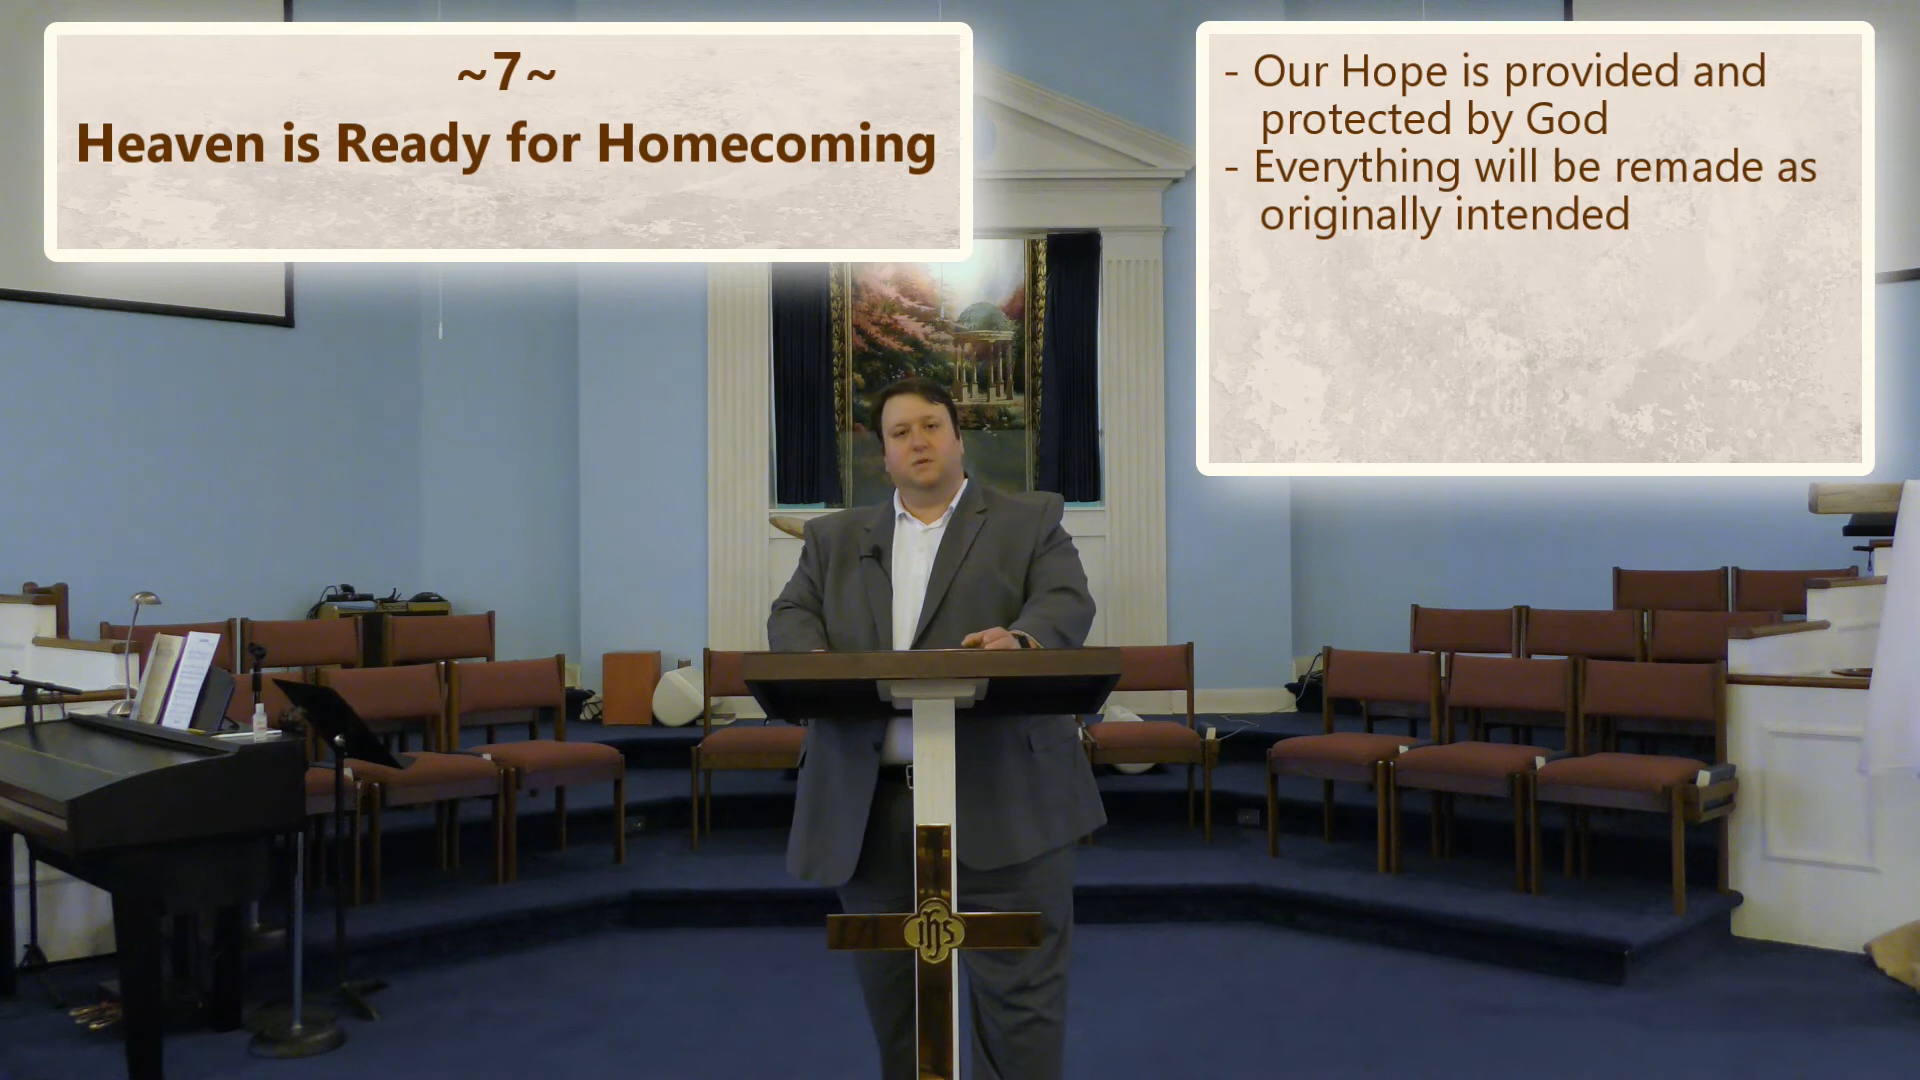 ~7~
Heaven is Ready for Homecoming
- Our Hope is provided and
protected by God
- Everything will be remade as
originally intended
ihs